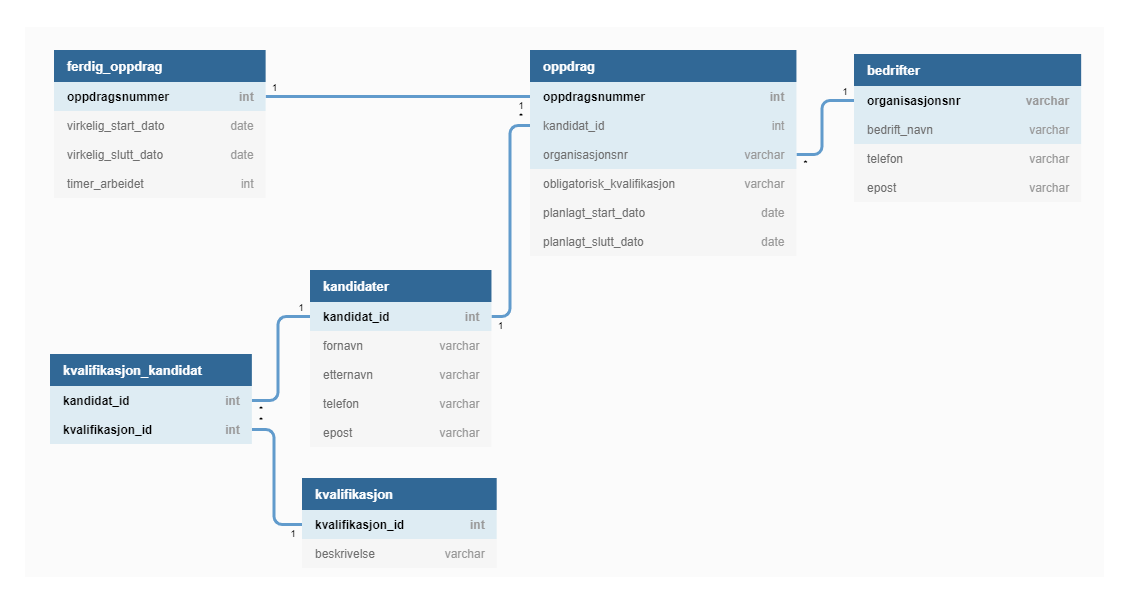 ferdig_oppdrag
oppdragsnummer int
virkelig_start_dato date
virkelig_slutt_dato date
timer_arbeidet int
1
1
*
oppdrag
oppdragsnummer int
kandidat_id int
organisasjonsnr varchar
obligatorisk_kvalifikasjon varchar
planlagt_start_dato date
planlagt_slutt_dato date
*
1
bedrifter
organisasjonsnr varchar
bedrift_navn varchar
telefon varchar
epost varchar
kandidater
kandidat_id int
fornavn varchar
etternavn varchar
telefon varchar
epost varchar
1
1
kvalifikasjon_kandidat
kandidat_id int
kvalifikasjon_id int
*
*
1
kvalifikasjon
kvalifikasjon_id int
beskrivelse varchar